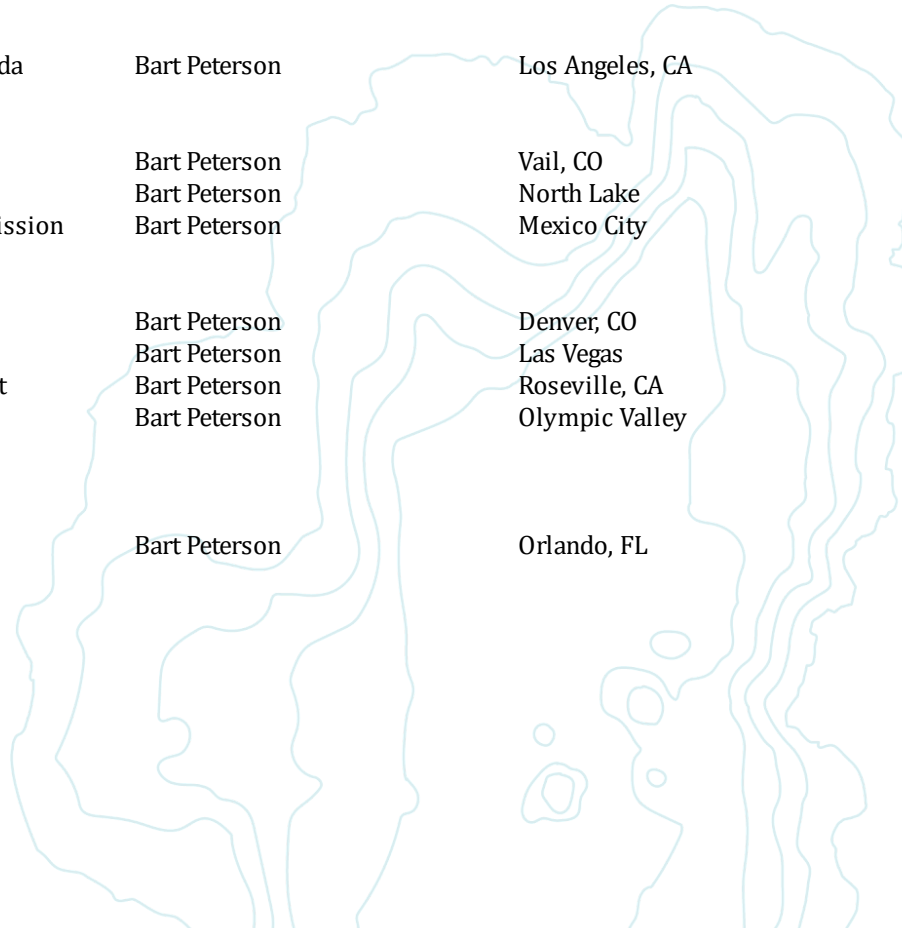 da Bart Peterson Los Angeles, CA
Bart Peterson Vail, CO
Bart Peterson North Lake
ission Bart Peterson Mexico City
Bart Peterson Denver, CO
Bart Peterson Las Vegas
t Bart Peterson Roseville, CA
Bart Peterson Olympic Valley
Bart Peterson Orlando, FL